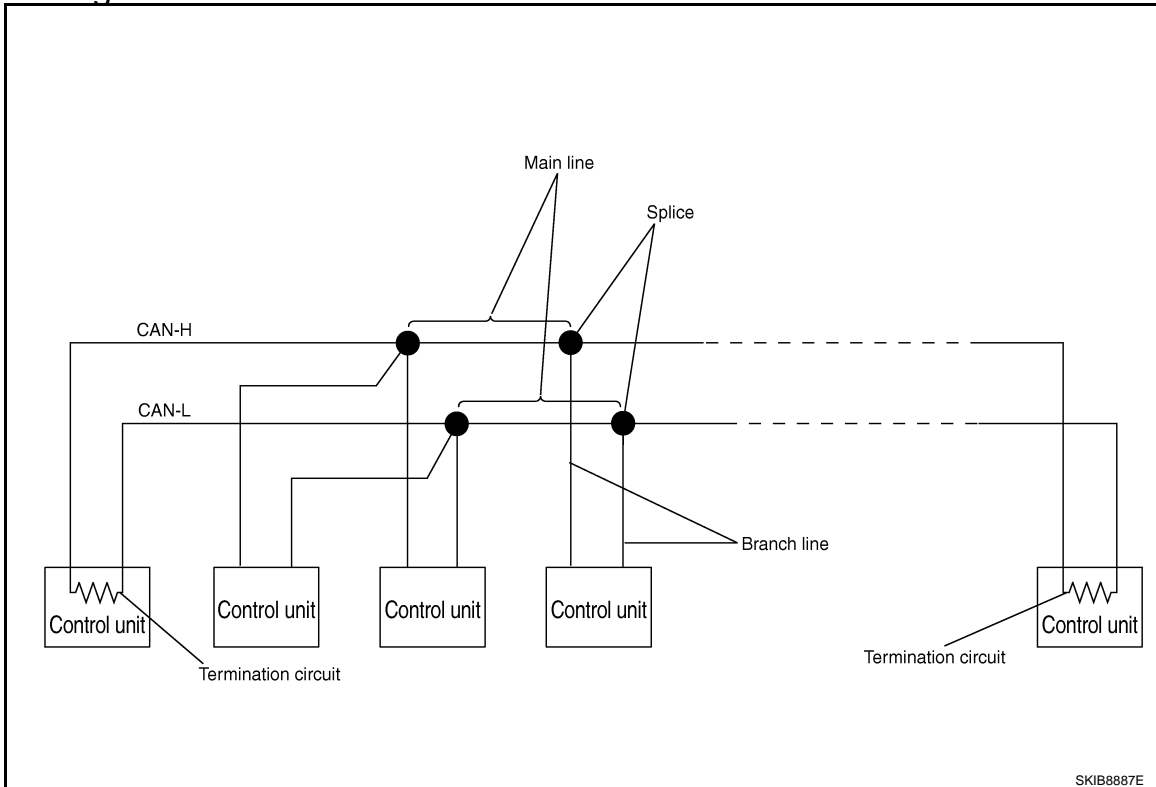 Main line
Splice
CAN-H
CAN-L
Branch line
Control unit
Control unit
Control unit
Control unit
Control unit
Termination circuit
Termination circuit
SKIB8887E